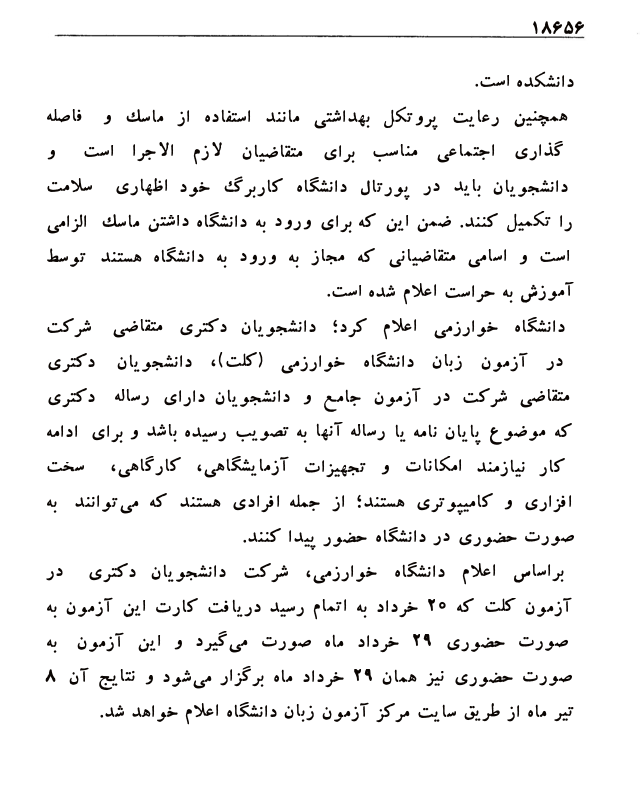 ۱۸۶۵۶
دانشکده است.
همچنین رعایت پروتکل بهداشتی مانند استفاده از ماسك و فاصله
گذاری اجتماعی مناسب برای متقاضیان لازم الاجرا است و
دانشجویان باید در پورتال دانشگاه کاربرگ خود اظهاری سلامت
را تکمیل کنند. ضمن این که برای ورود به دانشگاه داشتن ماسك الزامی
است و اسامی متقاضیانی که مجاز به ورود به دانشگاه هستند توسط
آموزش به حراست اعلام شده است.
دانشگاه خوارزمی اعلام کرد؛ دانشجویان دکتری متقاضی شرکت
در آزمون زبان دانشگاه خوارزمی (کلت)، دانشجویان دکتری
متقاضی شرکت در آزمون جامع و دانشجویان دارای رساله دکتری
که موضوع پایان نامه یا رساله آنها به تصویب رسیده باشد و برای ادامه
کار نیازمند امکانات و تجهیزات آزمایشگاهی، کارگاهی، سخت
افزاری و کامپیوتری هستند؛ از جمله افرادی هستند که می‌توانند به
صورت حضوری در دانشگاه حضور پیدا کنند.
براساس اعلام دانشگاه خوارزمی، شرکت دانشجویان دکتری در
آزمون کلت که ۲۵ خرداد به اتمام رسید دریافت کارت این آزمون به
صورت حضوری ۲۹ خرداد ماه صورت می‌گیرد و این آزمون به
صورت حضوری نیز همان ۲۹ خرداد ماه برگزار می‌شود و نتایج آن ۸
تیر ماه از طریق سایت مرکز آزمون زبان دانشگاه اعلام خواهد شد.